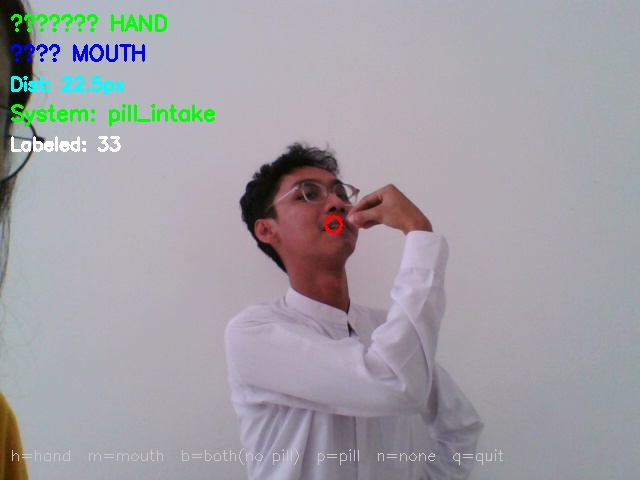 ??????? HAND
???? MOUTH
Dist: 22.5px
System: pill_intake
Labeled: 33
h=hand m=mouth b=both(no pill) p=pill n=none q=quit